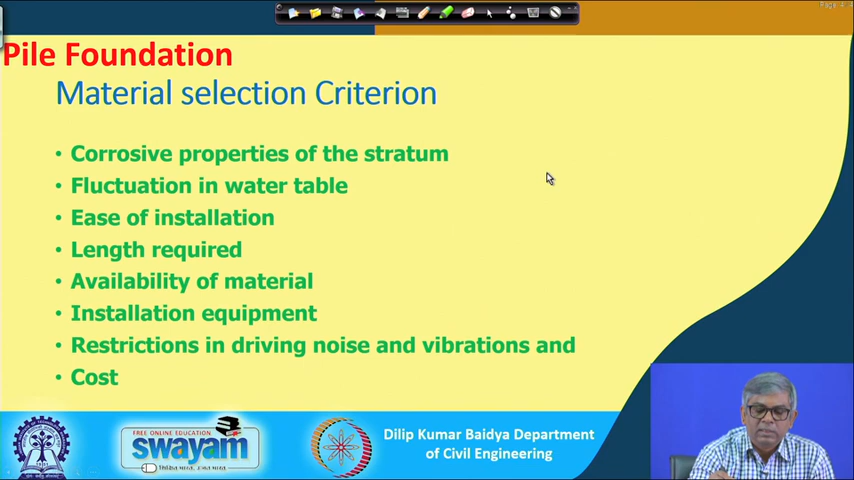 Pile Foundation
Material selection Criterion
• Corrosive properties of the stratum
• Fluctuation in water table
• Ease of installation
• Length required
• Availability of material
• Installation equipment
• Restrictions in driving noise and vibrations and
• Cost
FREE ONLINE EDUCATION
swayam
Dilip Kumar Baidya Department
of Civil Engineering